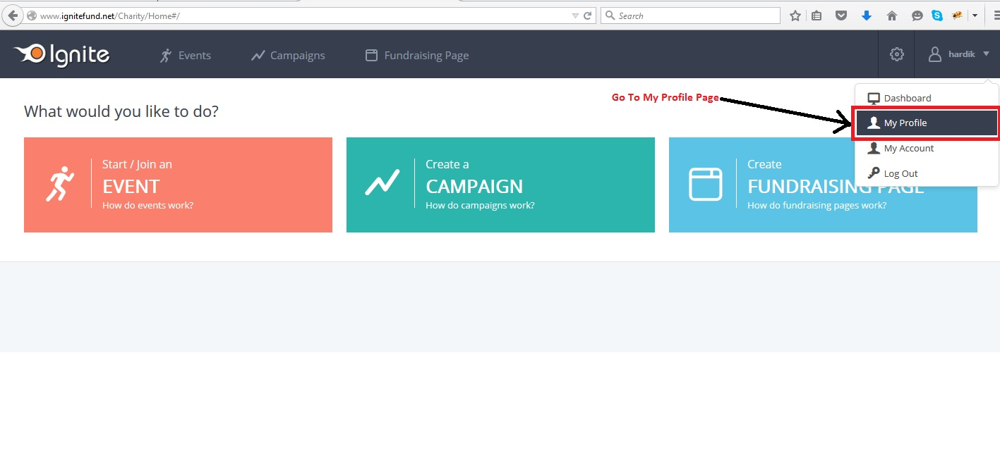 www.ignitefund.net/Charity/Home#/
Search
Ignite
Events
Campaigns
Fundraising Page
hardik
Go To My Profile Page
Dashboard
My Profile
My Account
Log Out
What would you like to do?
Start / Join an
EVENT
How do events work?
Create a
CAMPAIGN
How do campaigns work?
Create
FUNDRAISING PAGE
How do fundraising pages work?